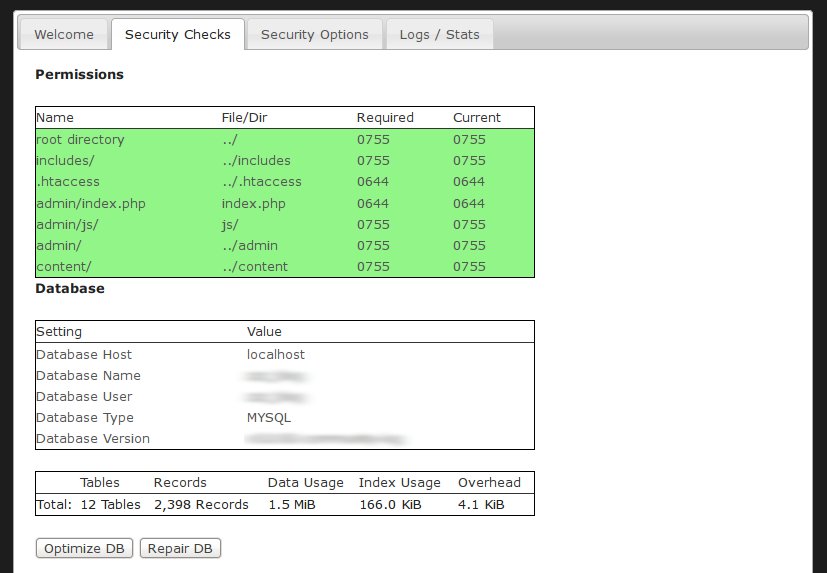 Welcome Security Checks Security Options Logs / Stats
Permissions
Name File/Dir Required Current
root directory ../ 0755 0755
includes/ ../includes 0755 0755
.htaccess ../.htaccess 0644 0644
admin/index.php index.php 0644 0644
admin/js/ js/ 0755 0755
admin/ ../admin 0755 0755
content/ ../content 0755 0755
Database
Setting Value
Database Host localhost
Database Name
Database User
Database Type MYSQL
Database Version
Tables Records Data Usage Index Usage Overhead
Total: 12 Tables 2,398 Records 1.5 MiB 166.0 KiB 4.1 KiB
Optimize DB Repair DB